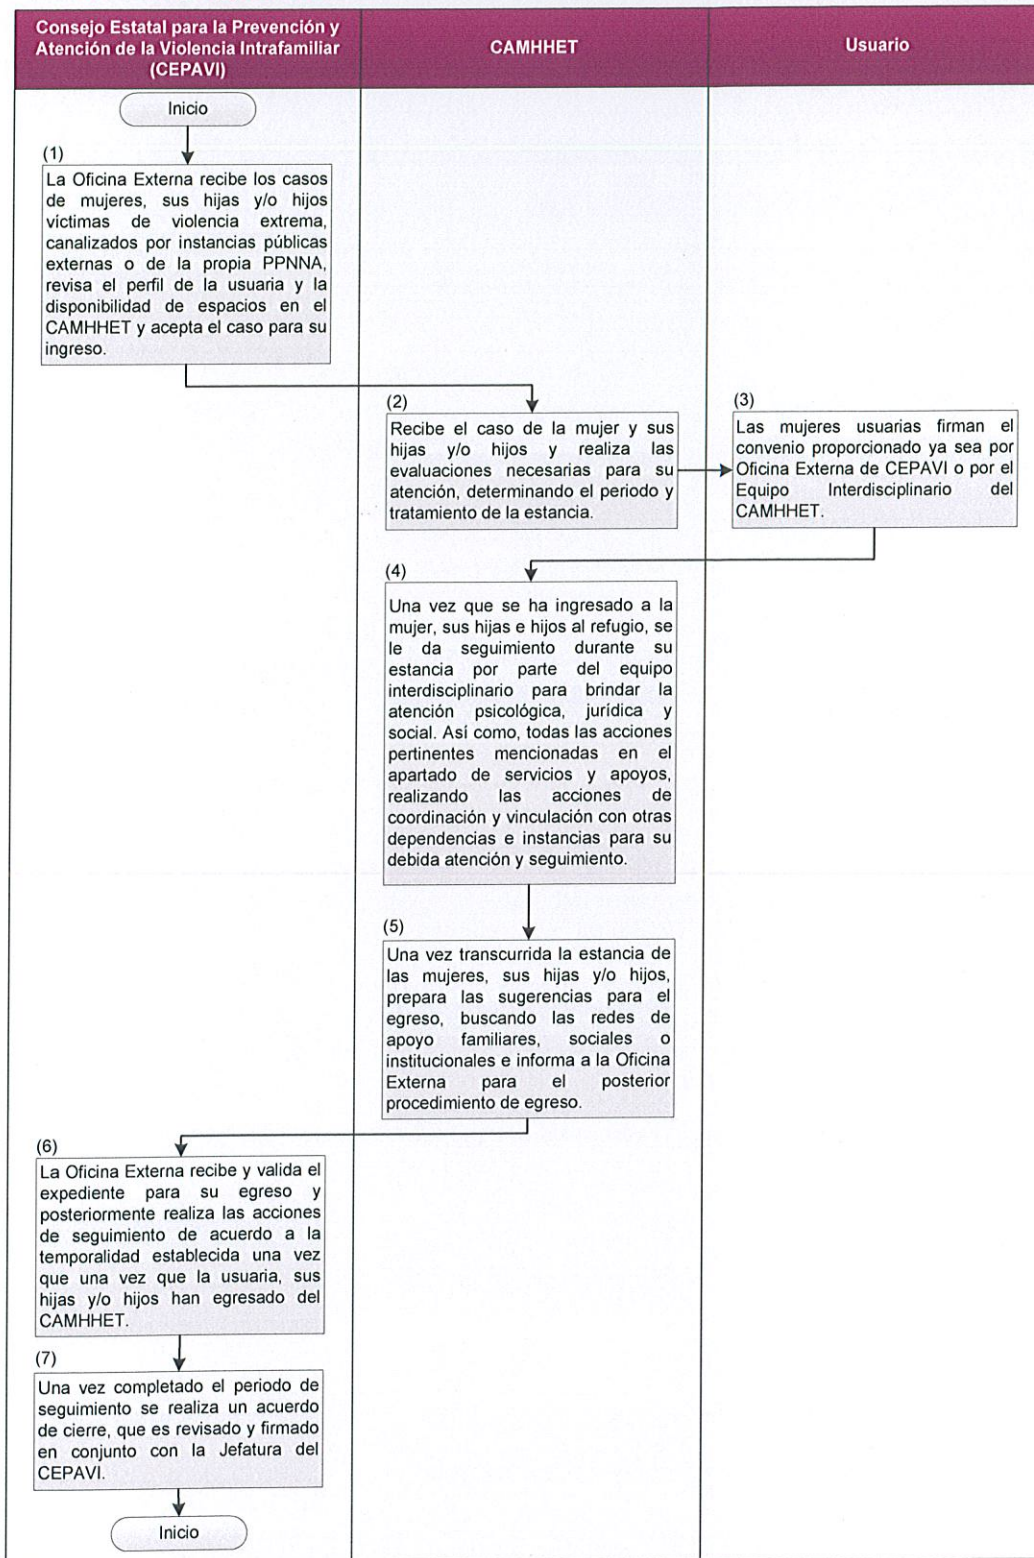 Consejo Estatal para la Prevención y
Atención de la Violencia Intrafamiliar
(CEPAVI)
CAMHHET
Usuario
Inicio
(1)
La Oficina Externa recibe los casos
de mujeres, sus hijas y/o hijos
víctimas de violencia extrema,
canalizados por instancias públicas
externas o de la propia PPNNA,
revisa el perfil de la usuaria y la
disponibilidad de espacios en el
CAMHHET y acepta el caso para su
ingreso.
(2)
Recibe el caso de la mujer y sus
hijas y/o hijos y realiza las
evaluaciones necesarias para su
atención, determinando el periodo y
tratamiento de la estancia.
(3)
Las mujeres usuarias firman el
convenio proporcionado ya sea por
Oficina Externa de CEPAVI o por el
Equipo Interdisciplinario del
CAMHHET.
(4)
Una vez que se ha ingresado a la
mujer, sus hijas e hijos al refugio, se
le da seguimiento durante su
estancia por parte del equipo
interdisciplinario para brindar la
atención psicológica, jurídica y
social. Así como, todas las acciones
pertinentes mencionadas en el
apartado de servicios y apoyos,
realizando las acciones de
coordinación y vinculación con otras
dependencias e instancias para su
debida atención y seguimiento.
(5)
Una vez transcurrida la estancia de
las mujeres, sus hijas y/o hijos,
prepara las sugerencias para el
egreso, buscando las redes de
apoyo familiares, sociales o
institucionales e informa a la Oficina
Externa para el posterior
procedimiento de egreso.
(6)
La Oficina Externa recibe y valida el
expediente para su egreso y
posteriormente realiza las acciones
de seguimiento de acuerdo a la
temporalidad establecida una vez
que una vez que la usuaria, sus
hijas y/o hijos han egresado del
CAMHHET.
(7)
Una vez completado el periodo de
seguimiento se realiza un acuerdo
de cierre, que es revisado y firmado
en conjunto con la Jefatura del
CEPAVI.
Inicio